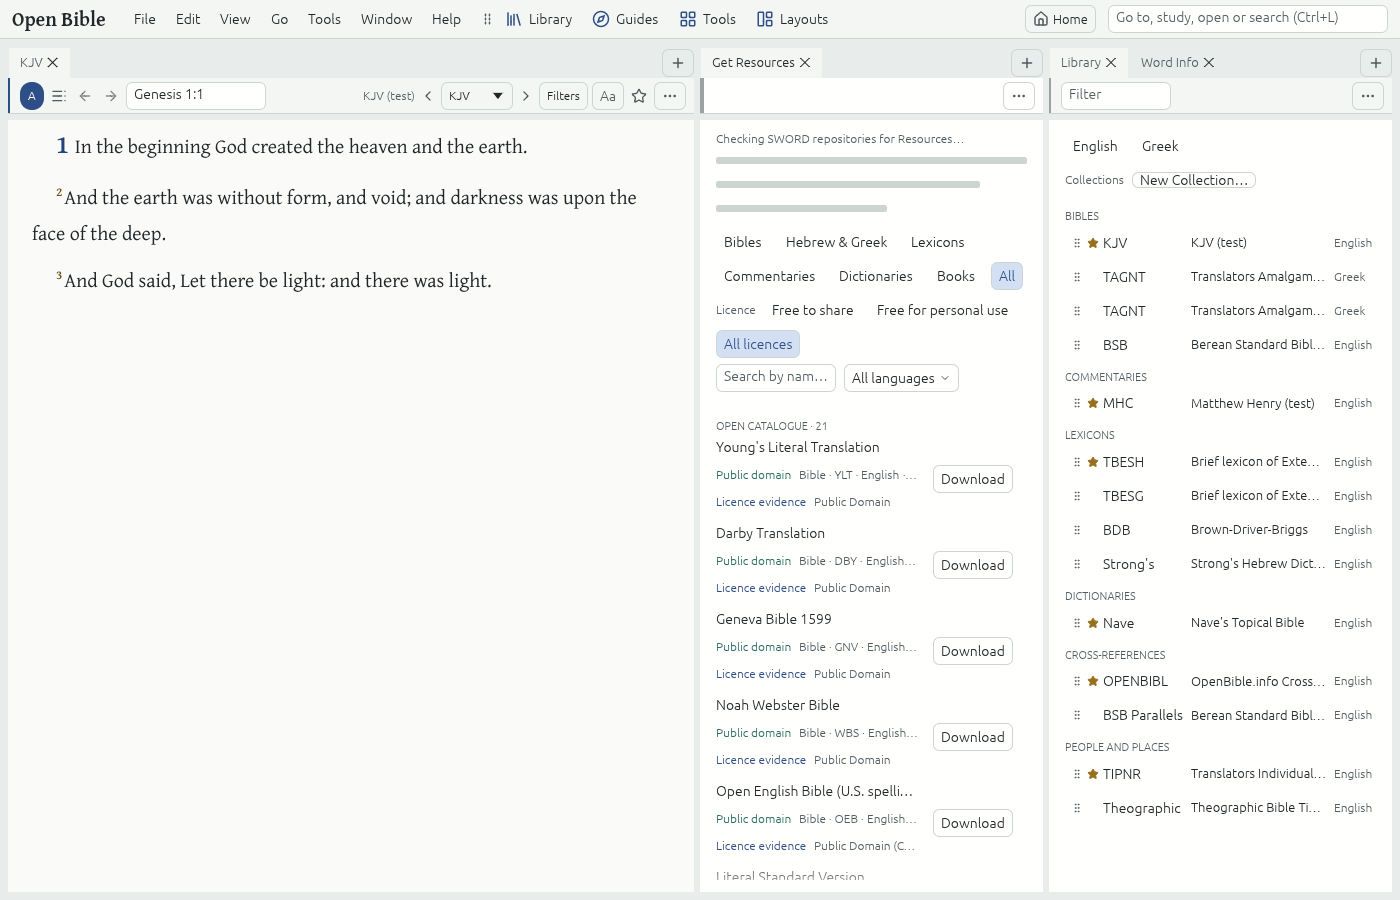 Open Bible File Edit View Go Tools Window Help Library Guides Tools Layouts Home Go to, study, open or search (Ctrl+L)
KJV
A Genesis 1:1 KJV (test) KJV Filters Aa
1 In the beginning God created the heaven and the earth.
2 And the earth was without form, and void; and darkness was upon the
face of the deep.
3 And God said, Let there be light: and there was light.
Get Resources
Checking SWORD repositories for Resources…
Bibles Hebrew & Greek Lexicons
Commentaries Dictionaries Books All
Licence Free to share Free for personal use
All licences
Search by nam… All languages
OPEN CATALOGUE · 21
Young's Literal Translation
Public domain Bible · YLT · English ·… Download
Licence evidence Public Domain
Darby Translation
Public domain Bible · DBY · English… Download
Licence evidence Public Domain
Geneva Bible 1599
Public domain Bible · GNV · English… Download
Licence evidence Public Domain
Noah Webster Bible
Public domain Bible · WBS · English… Download
Licence evidence Public Domain
Open English Bible (U.S. spelli…
Public domain Bible · OEB · English… Download
Licence evidence Public Domain (C…
Literal Standard Version
Library Word Info
Filter
English Greek
Collections New Collection…
BIBLES
KJV KJV (test) English
TAGNT Translators Amalgam… Greek
TAGNT Translators Amalgam… Greek
BSB Berean Standard Bibl… English
COMMENTARIES
MHC Matthew Henry (test) English
LEXICONS
TBESH Brief lexicon of Exte… English
TBESG Brief lexicon of Exte… English
BDB Brown-Driver-Briggs English
Strong's Strong's Hebrew Dict… English
DICTIONARIES
Nave Nave's Topical Bible English
CROSS-REFERENCES
OPENBIBL OpenBible.info Cross… English
BSB Parallels Berean Standard Bibl… English
PEOPLE AND PLACES
TIPNR Translators Individual… English
Theographic Theographic Bible Ti… English